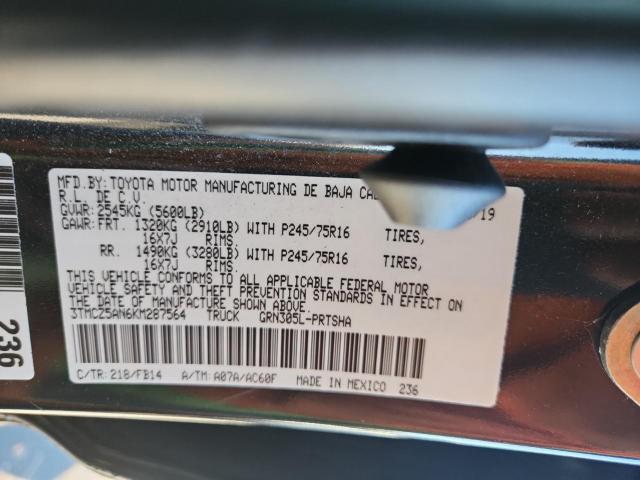 MFD.BY:TOYOTA MOTOR MANUFACTURING DE BAJA
R.L. DE C.V. /19
GVWR: 2545KG (5600LB)
GAWR:FRT. 1320KG (2910LB) WITH P245/75R16 TIRES,
16X7J RIMS.
RR. 1490KG (3280LB) WITH P245/75R16 TIRES,
16X7J RIMS.
THIS VEHICLE CONFORMS TO ALL APPLICABLE FEDERAL MOTOR
VEHICLE SAFETY AND THEFT PREVENTION STANDARDS IN EFFECT ON
THE DATE OF MANUFACTURE SHOWN ABOVE.
3TMCZ5AN6KM207564 TRUCK GRN305L-PRTSHA
C/TR: 218/FB14 A/TM: A07A/AC60F MADE IN MEXICO 236
236